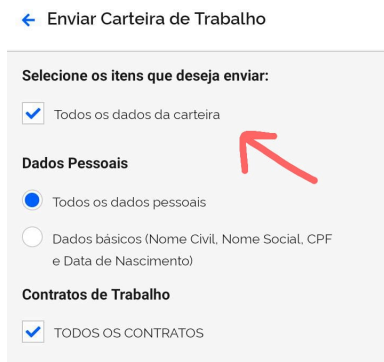 Enviar Carteira de Trabalho
Selecione os itens que deseja enviar:
Todos os dados da carteira
Dados Pessoais
Todos os dados pessoais
Dados básicos (Nome Civil, Nome Social, CPF
e Data de Nascimento)
Contratos de Trabalho
TODOS OS CONTRATOS